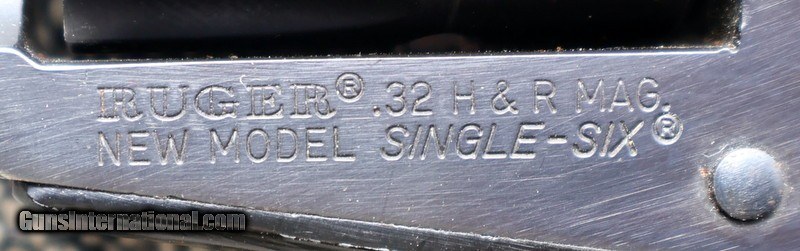 RUGER® .32 H & R MAG.
NEW MODEL SINGLE-SIX®
GunsInternational.com